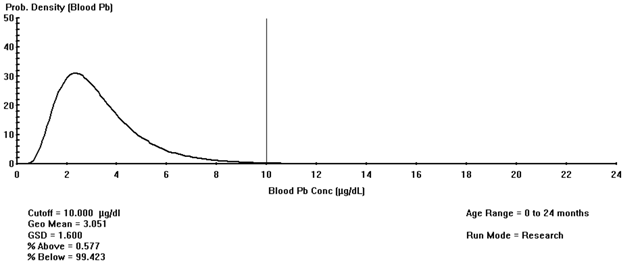 Prob. Density (Blood Pb)
50
40
30
20
10
0
0 2 4 6 8 10 12 14 16 18 20 22 24
Blood Pb Conc (µg/dL)
Cutoff = 10.000 µg/dl
Geo Mean = 3.051
GSD = 1.600
% Above = 0.577
% Below = 99.423
Age Range = 0 to 24 months
Run Mode = Research